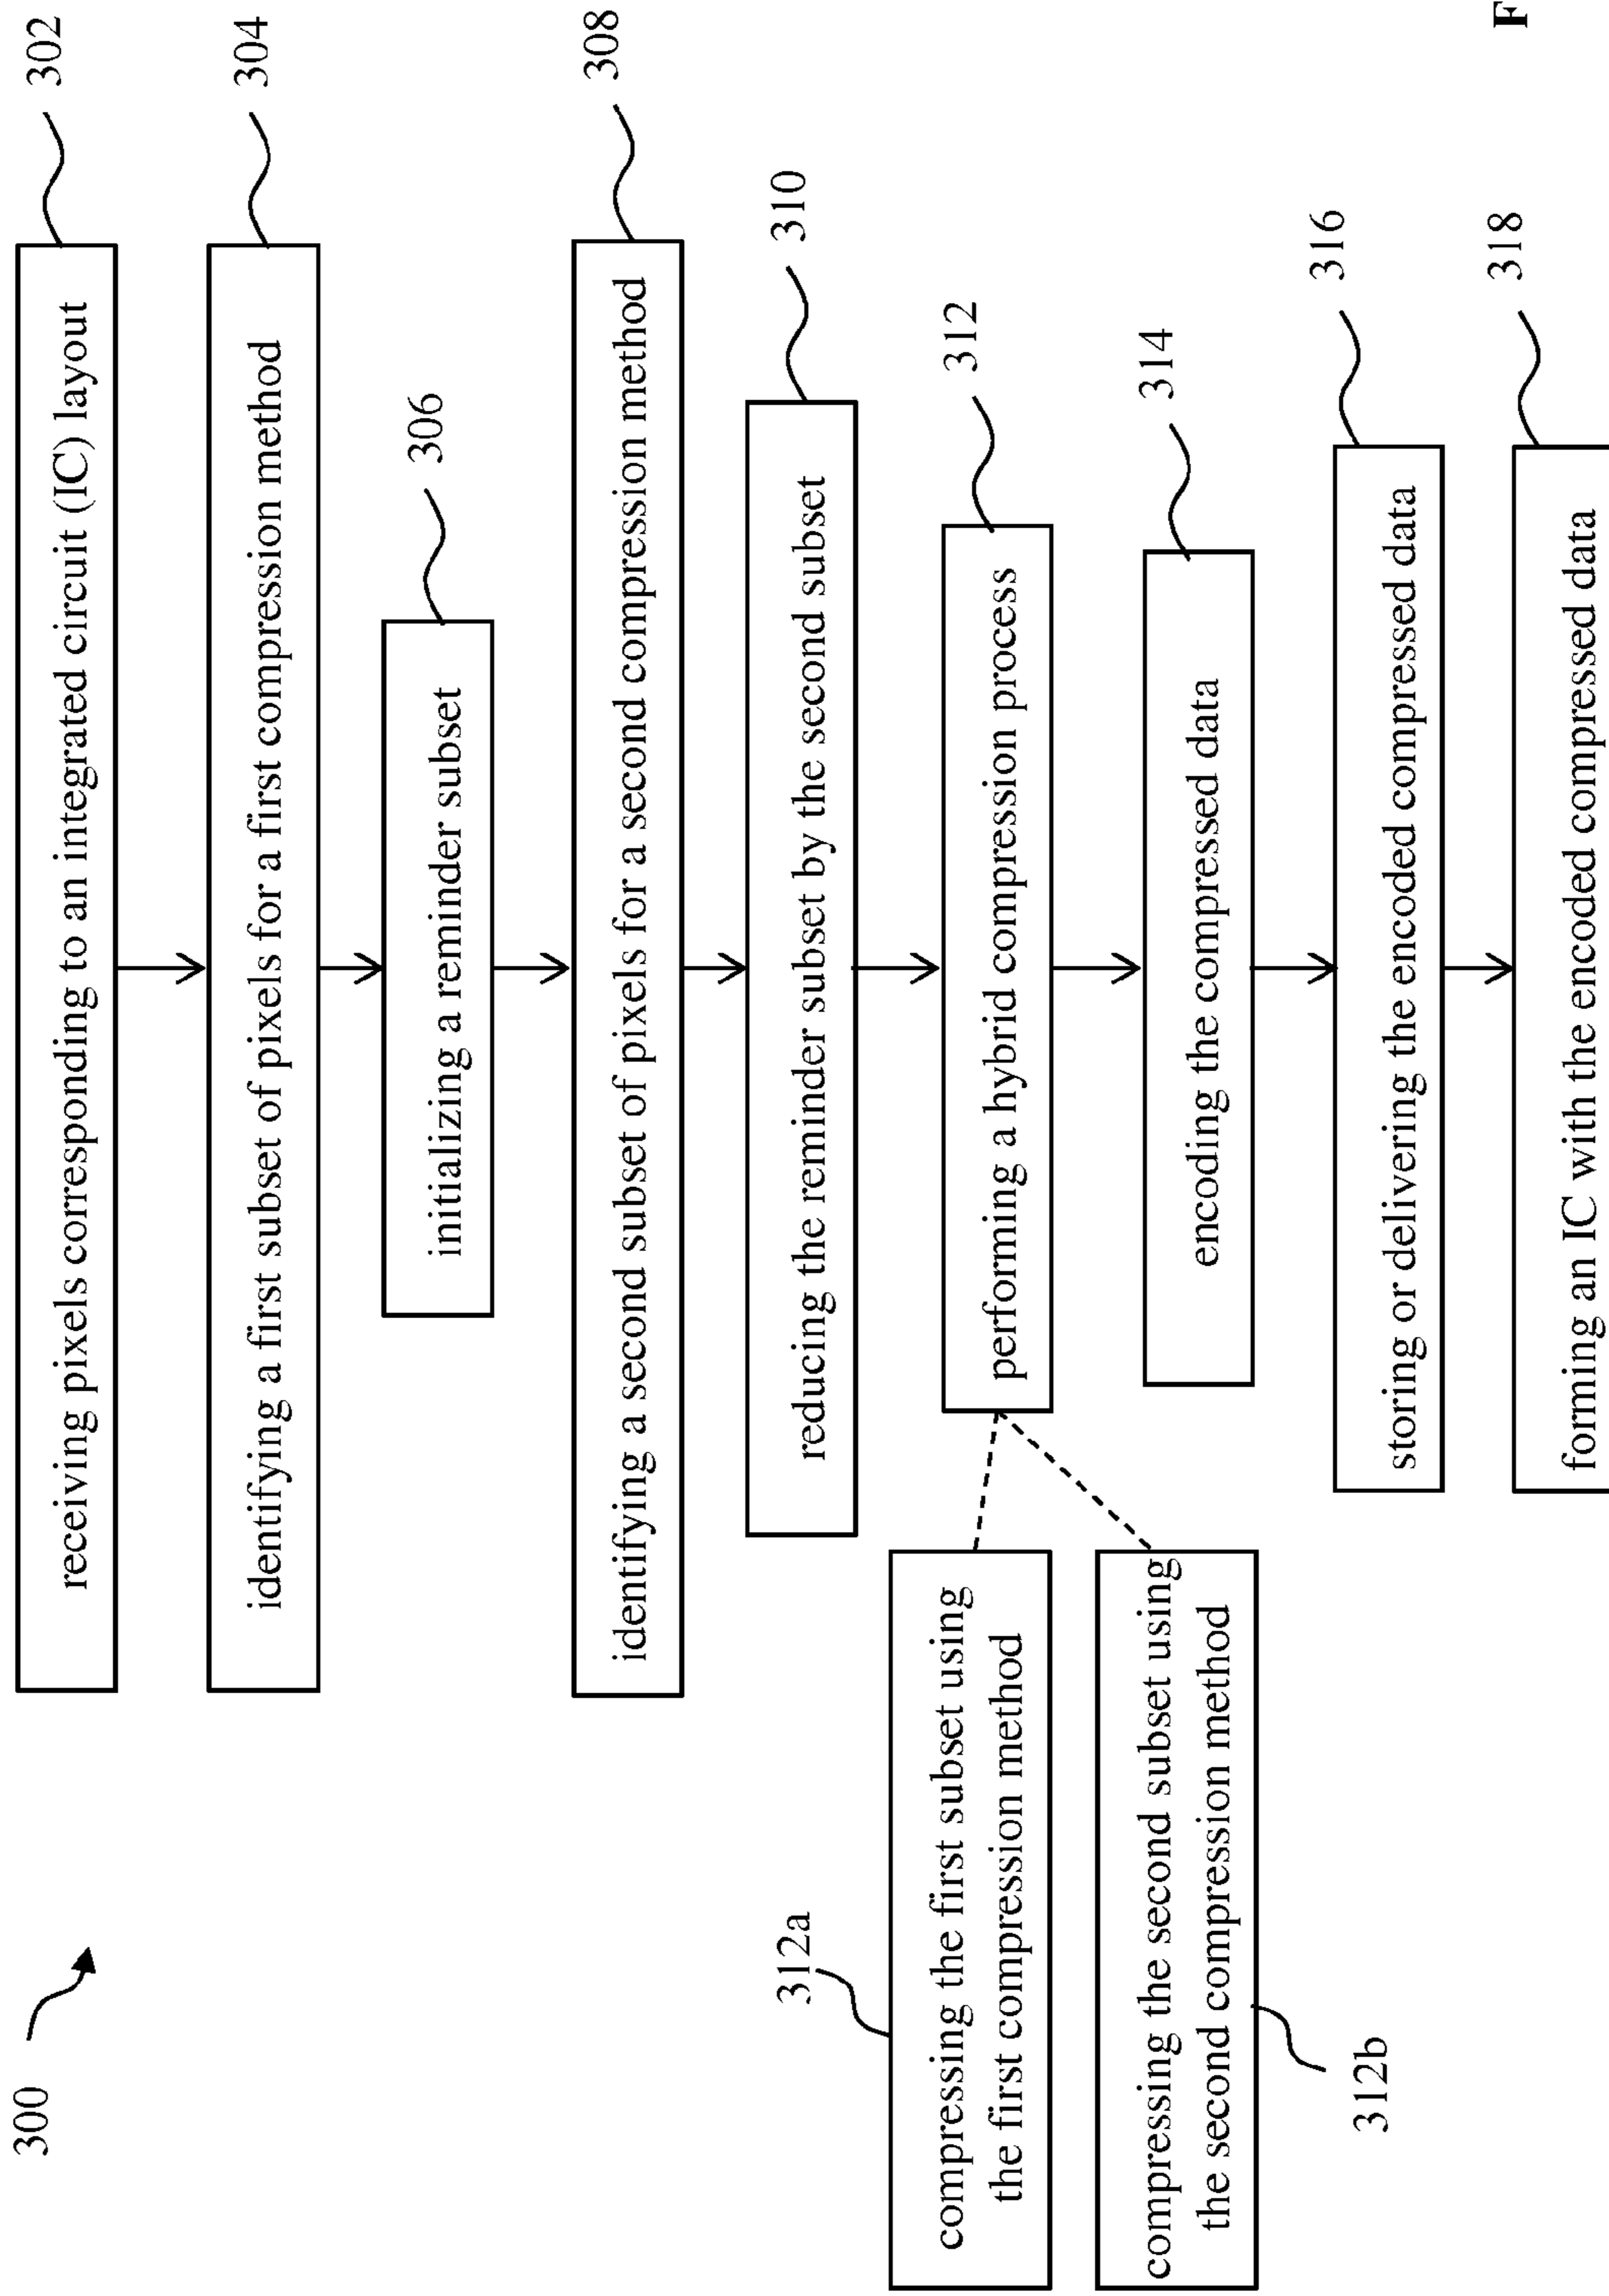 300
receiving pixels corresponding to an integrated circuit (IC) layout
302
identifying a first subset of pixels for a first compression method
304
initializing a reminder subset
306
identifying a second subset of pixels for a second compression method
308
reducing the reminder subset by the second subset
310
performing a hybrid compression process
312
312a
compressing the first subset using
the first compression method
compressing the second subset using
the second compression method
312b
encoding the compressed data
314
storing or delivering the encoded compressed data
316
forming an IC with the encoded compressed data
318
F